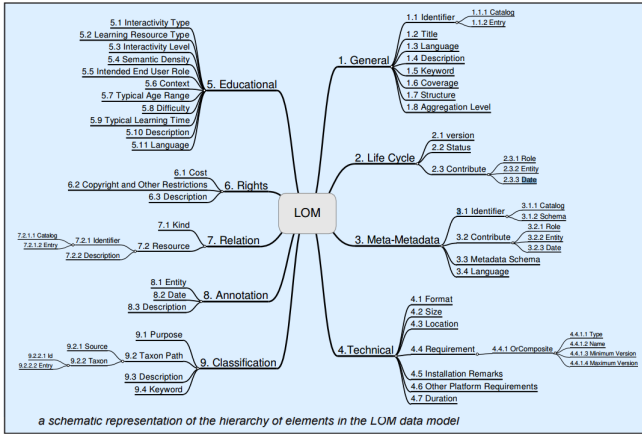 LOM
1. General
1.1 Identifier
1.1.1 Catalog
1.1.2 Entry
1.2 Title
1.3 Language
1.4 Description
1.5 Keyword
1.6 Coverage
1.7 Structure
1.8 Aggregation Level
2. Life Cycle
2.1 version
2.2 Status
2.3 Contribute
2.3.1 Role
2.3.2 Entity
2.3.3 Date
3. Meta-Metadata
3.1 Identifier
3.1.1 Catalog
3.1.2 Schema
3.2 Contribute
3.2.1 Role
3.2.2 Entity
3.2.3 Date
3.3 Metadata Schema
3.4 Language
4.Technical
4.1 Format
4.2 Size
4.3 Location
4.4 Requirement
4.4.1 OrComposite
4.4.1.1 Type
4.4.1.2 Name
4.4.1.3 Minimum Version
4.4.1.4 Maximum Version
4.5 Installation Remarks
4.6 Other Platform Requirements
4.7 Duration
5. Educational
5.1 Interactivity Type
5.2 Learning Resource Type
5.3 Interactivity Level
5.4 Semantic Density
5.5 Intended End User Role
5.6 Context
5.7 Typical Age Range
5.8 Difficulty
5.9 Typical Learning Time
5.10 Description
5.11 Language
6. Rights
6.1 Cost
6.2 Copyright and Other Restrictions
6.3 Description
7. Relation
7.1 Kind
7.2 Resource
7.2.1 Identifier
7.2.1.1 Catalog
7.2.1.2 Entry
7.2.2 Description
8. Annotation
8.1 Entity
8.2 Date
8.3 Description
9. Classification
9.1 Purpose
9.2 Taxon Path
9.2.1 Source
9.2.2 Taxon
9.2.2.1 Id
9.2.2.2 Entry
9.3 Description
9.4 Keyword
a schematic representation of the hierarchy of elements in the LOM data model